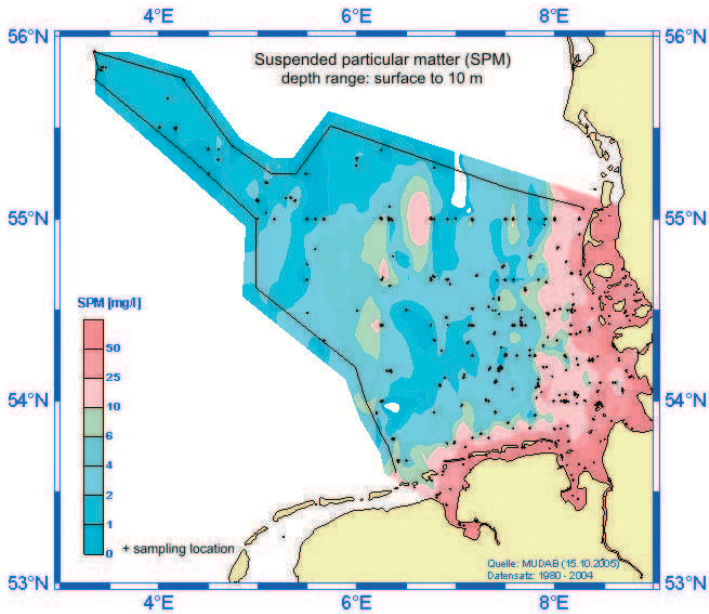 4°E 6°E 8°E
56°N 56°N
Suspended particular matter (SPM)
depth range: surface to 10 m
55°N 55°N
SPM [mg/l]
50
25
10
6
4
2
1
0
54°N 54°N
+ sampling location
Quelle: MUDAB (15.10.2005)
Datensatz: 1980 - 2004
53°N 53°N
4°E 6°E 8°E